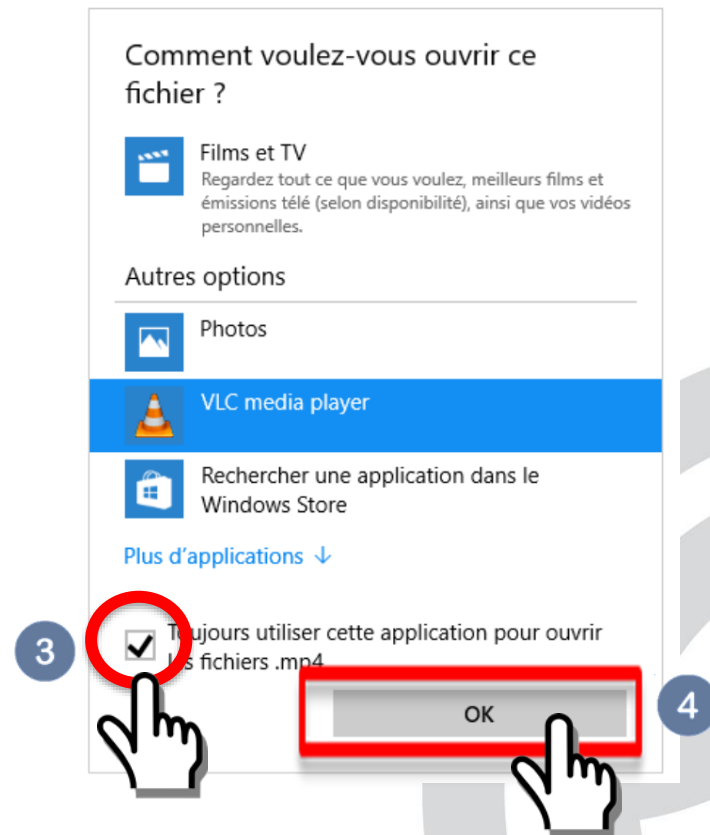 Comment voulez-vous ouvrir ce
fichier ?
Films et TV
Regardez tout ce que vous voulez, meilleurs films et
émissions télé (selon disponibilité), ainsi que vos vidéos
personnelles.
Autres options
Photos
VLC media player
Rechercher une application dans le
Windows Store
Plus d'applications ↓
3
Toujours utiliser cette application pour ouvrir
les fichiers .mp4
OK
4